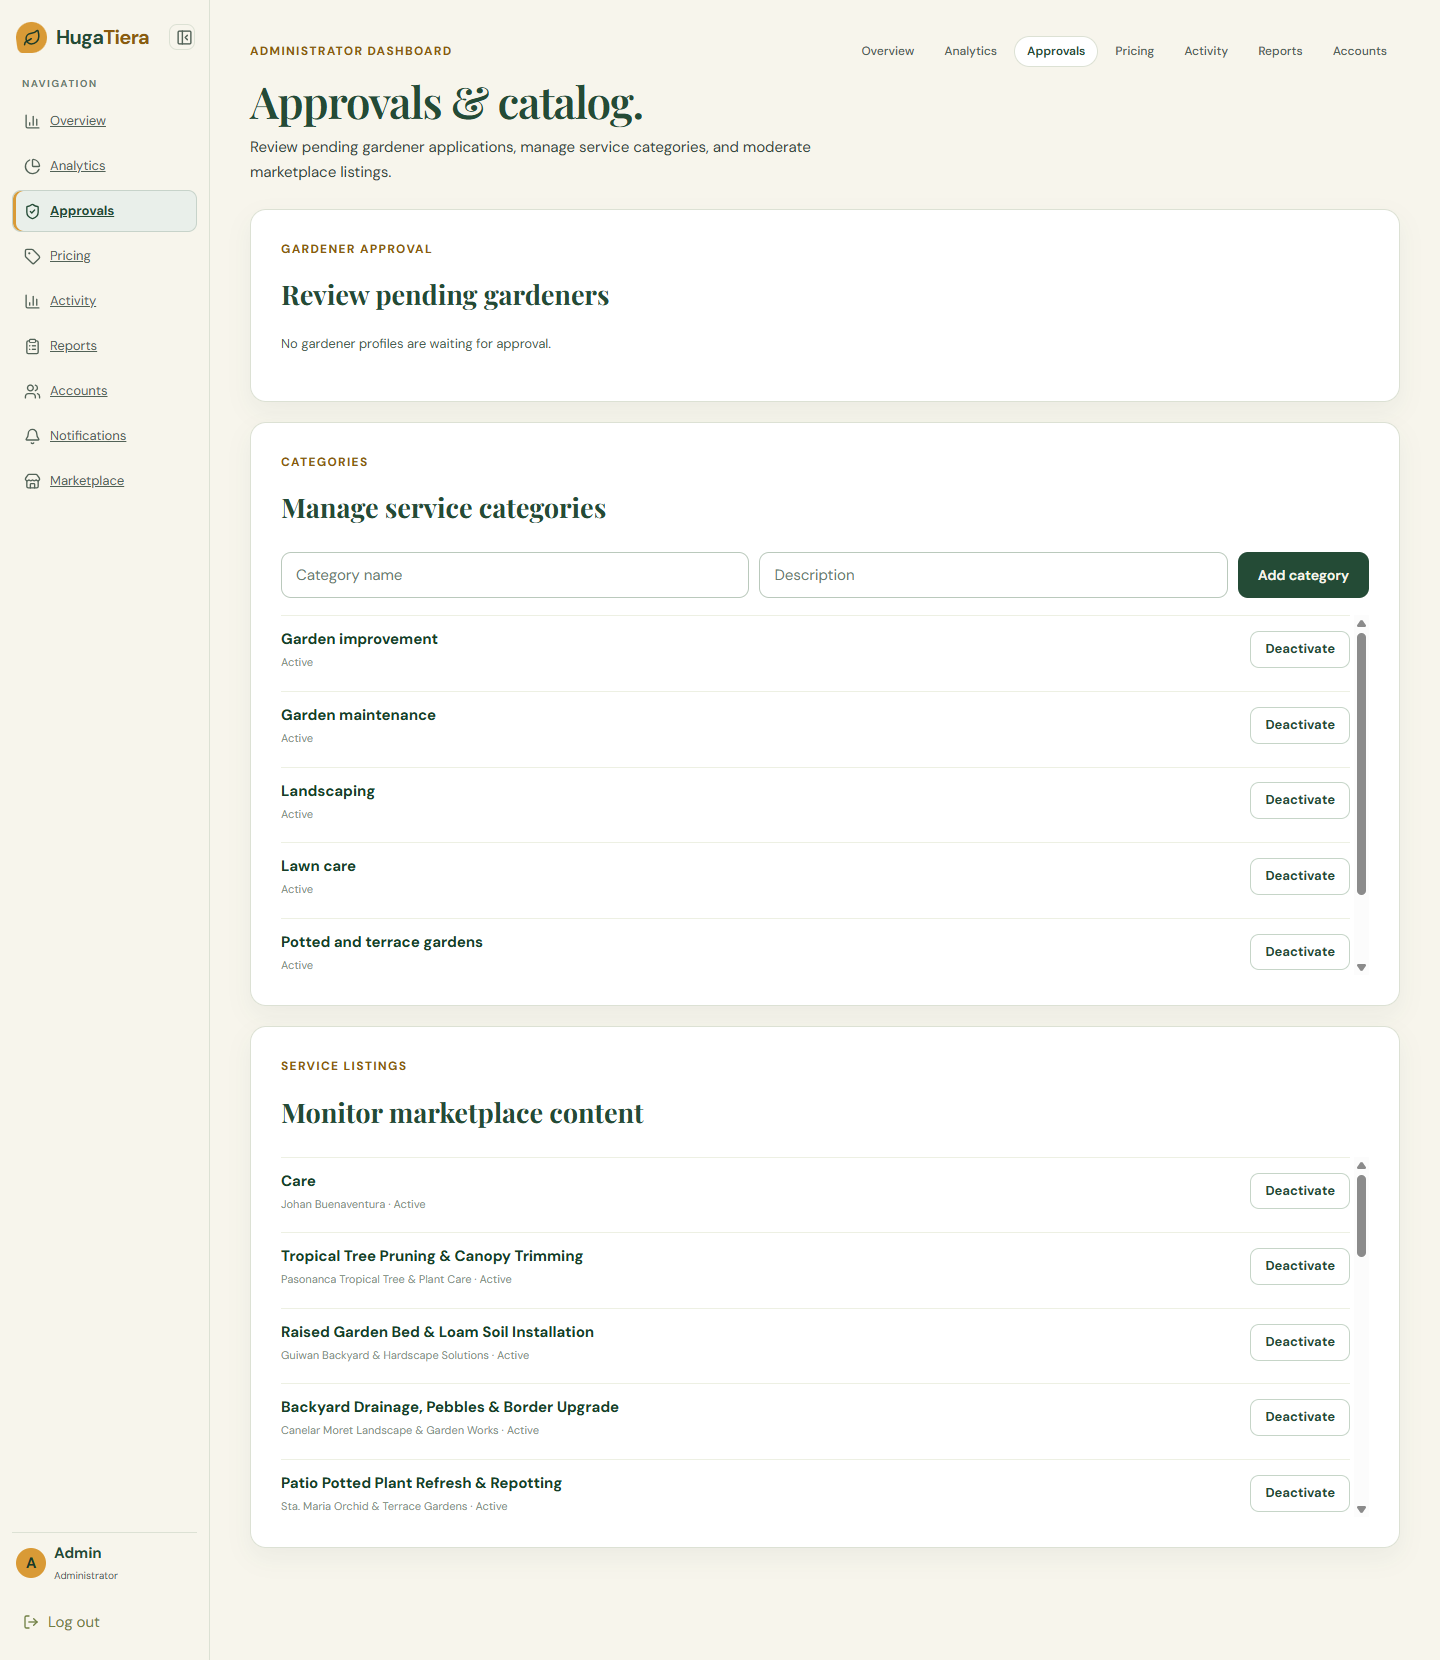 HugaTiera
NAVIGATION
Overview
Analytics
Approvals
Pricing
Activity
Reports
Accounts
Notifications
Marketplace
A
Admin
Administrator
Log out
ADMINISTRATOR DASHBOARD
Overview Analytics Approvals Pricing Activity Reports Accounts
Approvals & catalog.
Review pending gardener applications, manage service categories, and moderate
marketplace listings.
GARDENER APPROVAL
Review pending gardeners
No gardener profiles are waiting for approval.
CATEGORIES
Manage service categories
Category name Description Add category
Garden improvement
Active
Deactivate
Garden maintenance
Active
Deactivate
Landscaping
Active
Deactivate
Lawn care
Active
Deactivate
Potted and terrace gardens
Active
Deactivate
SERVICE LISTINGS
Monitor marketplace content
Care
Johan Buenaventura · Active
Deactivate
Tropical Tree Pruning & Canopy Trimming
Pasonanca Tropical Tree & Plant Care · Active
Deactivate
Raised Garden Bed & Loam Soil Installation
Guiwan Backyard & Hardscape Solutions · Active
Deactivate
Backyard Drainage, Pebbles & Border Upgrade
Canelar Moret Landscape & Garden Works · Active
Deactivate
Patio Potted Plant Refresh & Repotting
Sta. Maria Orchid & Terrace Gardens · Active
Deactivate